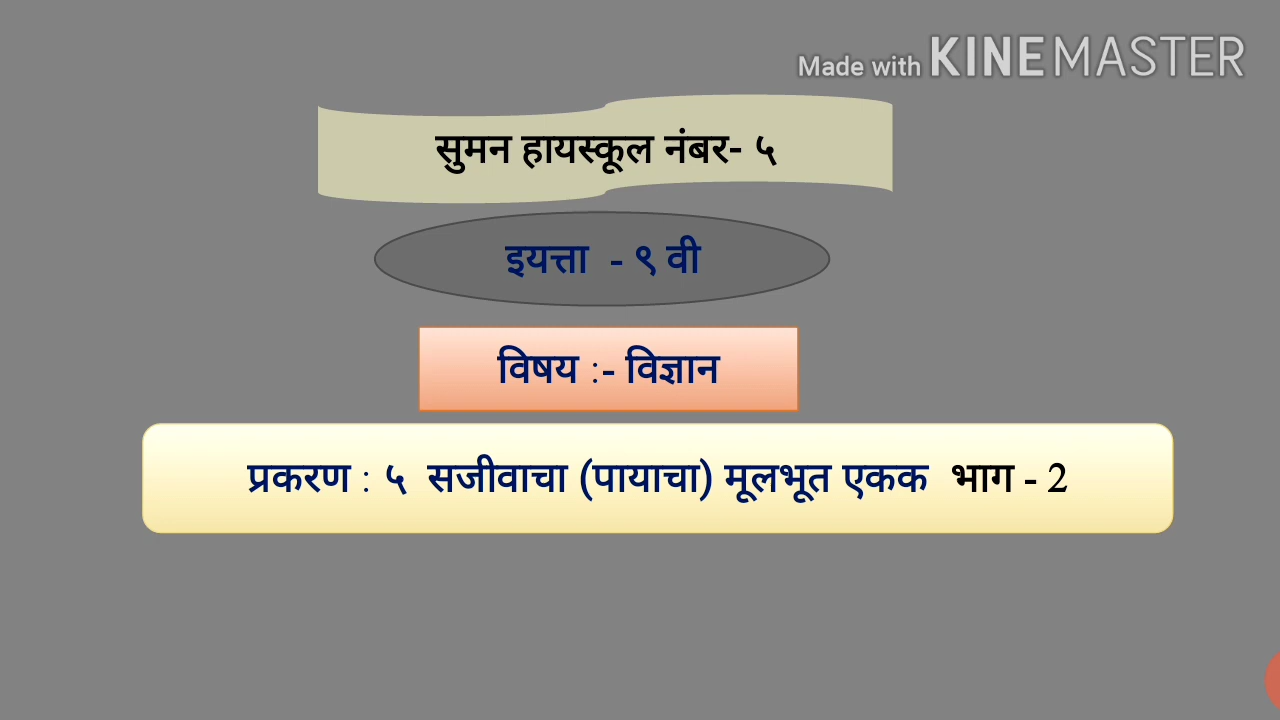 Made with KINEMASTER
सुमन हायस्कूल नंबर- ५
इयत्ता - ९ वी
विषय :- विज्ञान
प्रकरण : ५ सजीवाचा (पायाचा) मूलभूत एकक भाग - 2